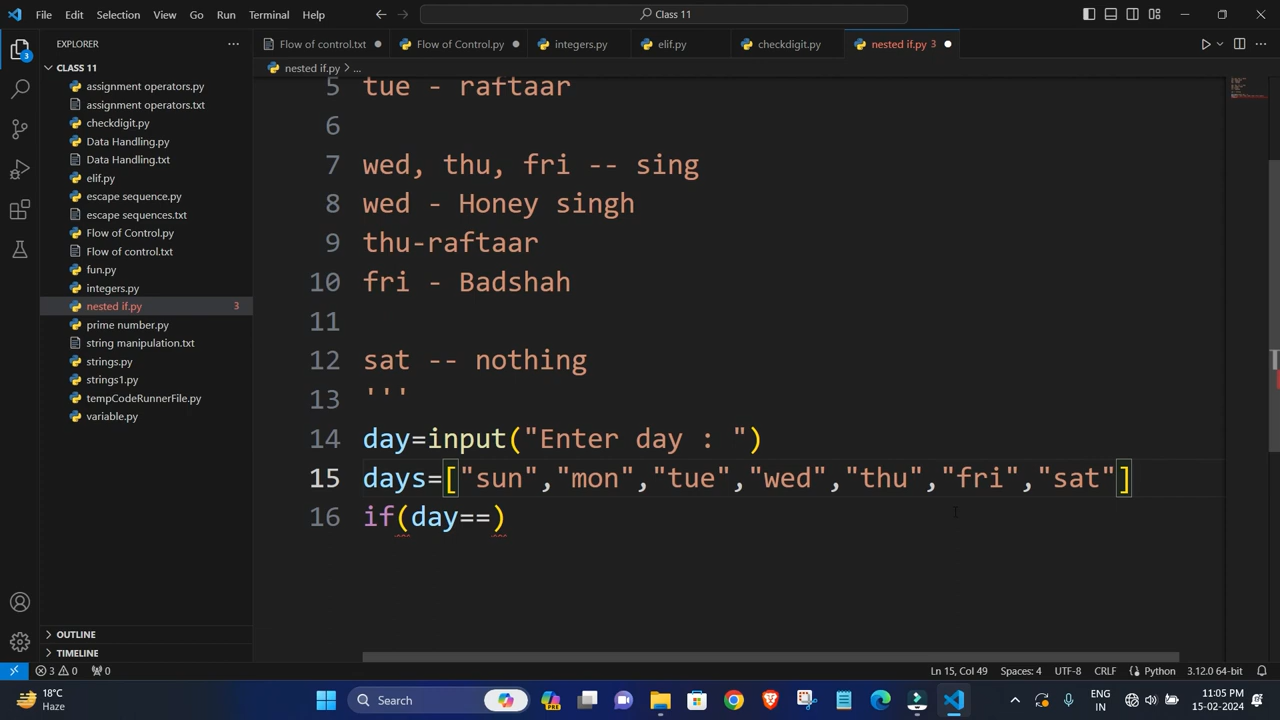 File Edit Selection View Go Run Terminal Help
Class 11
EXPLORER
Flow of control.txt
Flow of Control.py
integers.py
elif.py
checkdigit.py
nested if.py 3
CLASS 11
nested if.py > ...
assignment operators.py
assignment operators.txt
checkdigit.py
Data Handling.py
Data Handling.txt
elif.py
escape sequence.py
escape sequences.txt
Flow of Control.py
Flow of control.txt
fun.py
integers.py
nested if.py 3
prime number.py
string manipulation.txt
strings.py
strings1.py
tempCodeRunnerFile.py
variable.py
OUTLINE
TIMELINE
3
5 tue - raftaar
6
7 wed, thu, fri -- sing
8 wed - Honey singh
9 thu-raftaar
10 fri - Badshah
11
12 sat -- nothing
13 '''
14 day=input("Enter day : ")
15 days=["sun","mon","tue","wed","thu","fri","sat"]
16 if(day==)
3 0 0
Ln 15, Col 49 Spaces: 4 UTF-8 CRLF Python 3.12.0 64-bit
18°C
Haze
Search
PRE
ENG
IN
11:05 PM
15-02-2024